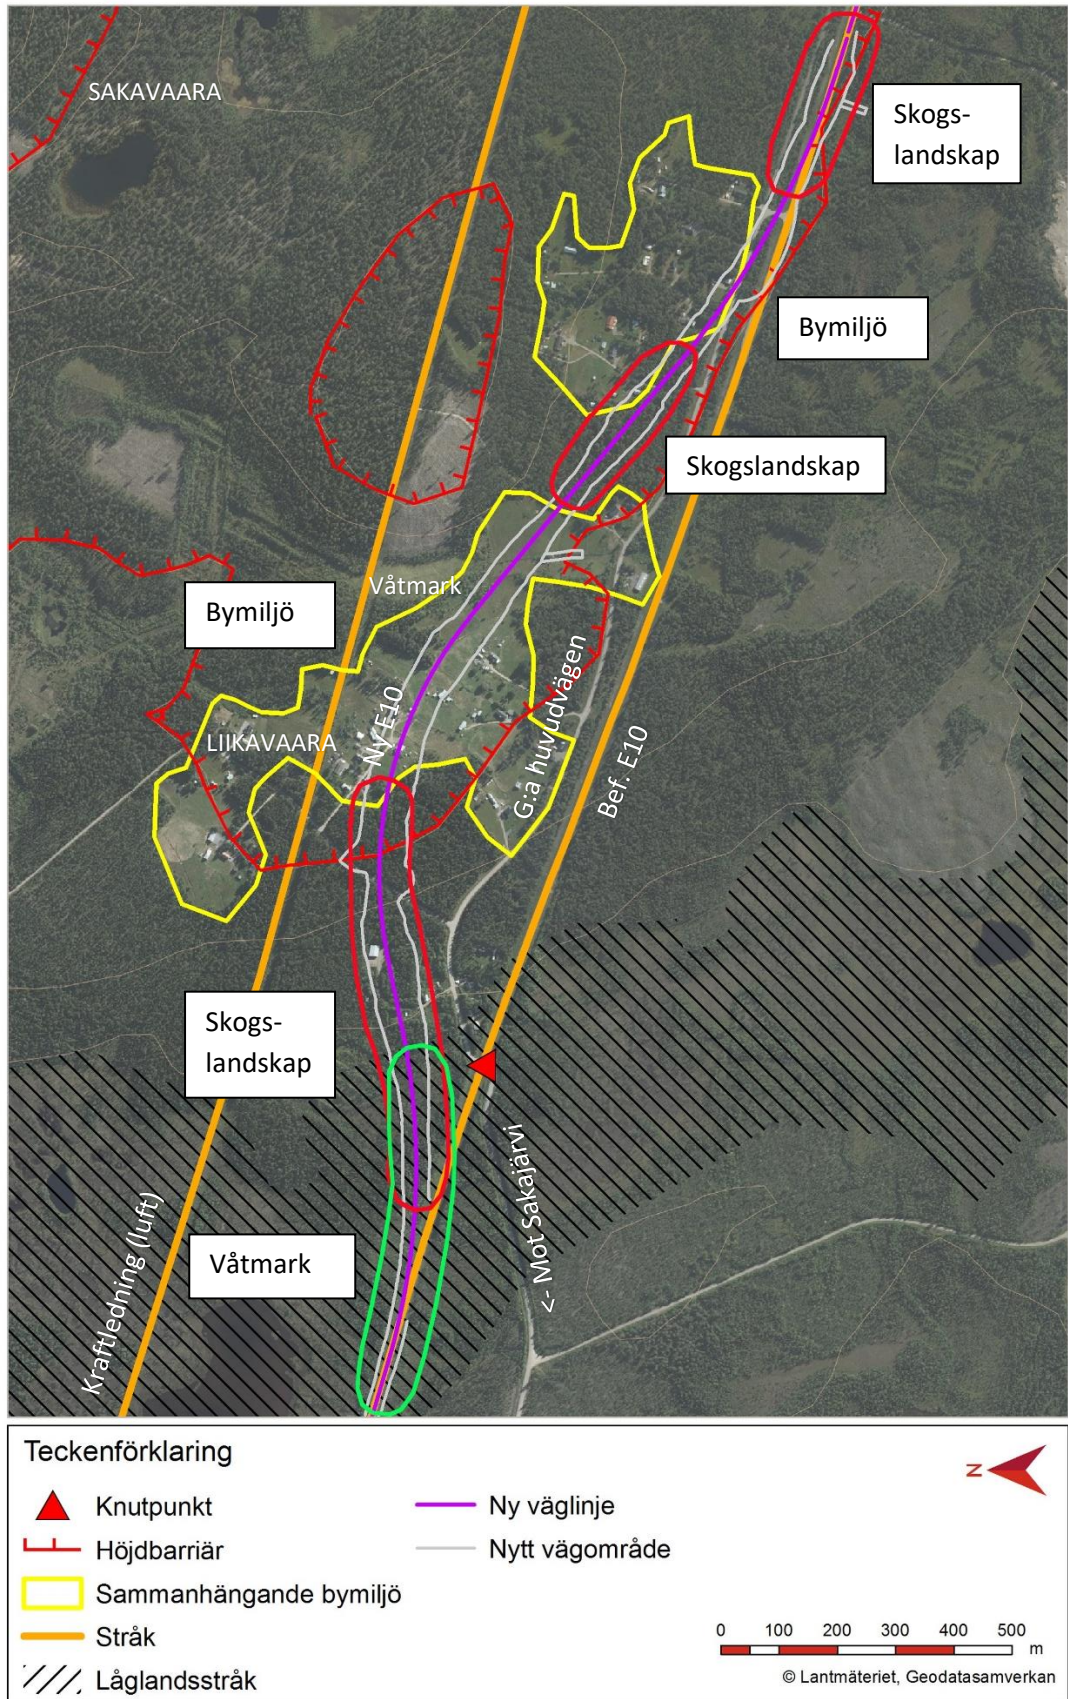 SAKAVAARA
Skogs-
landskap
Bymiljö
Skogslandskap
Våtmark
Bymiljö
G:a huvudvägen
Ny E10
LIIKAVAARA
Bef. E10
Skogs-
landskap
<- Mot Sakajärvi
Kraftledning (luft)
Våtmark
Teckenförklaring
Knutpunkt
Höjdbarriär
Sammanhängande bymiljö
Stråk
Låglandsstråk
Ny väglinje
Nytt vägområde
N
0 100 200 300 400 500
m
© Lantmäteriet, Geodatasamverkan